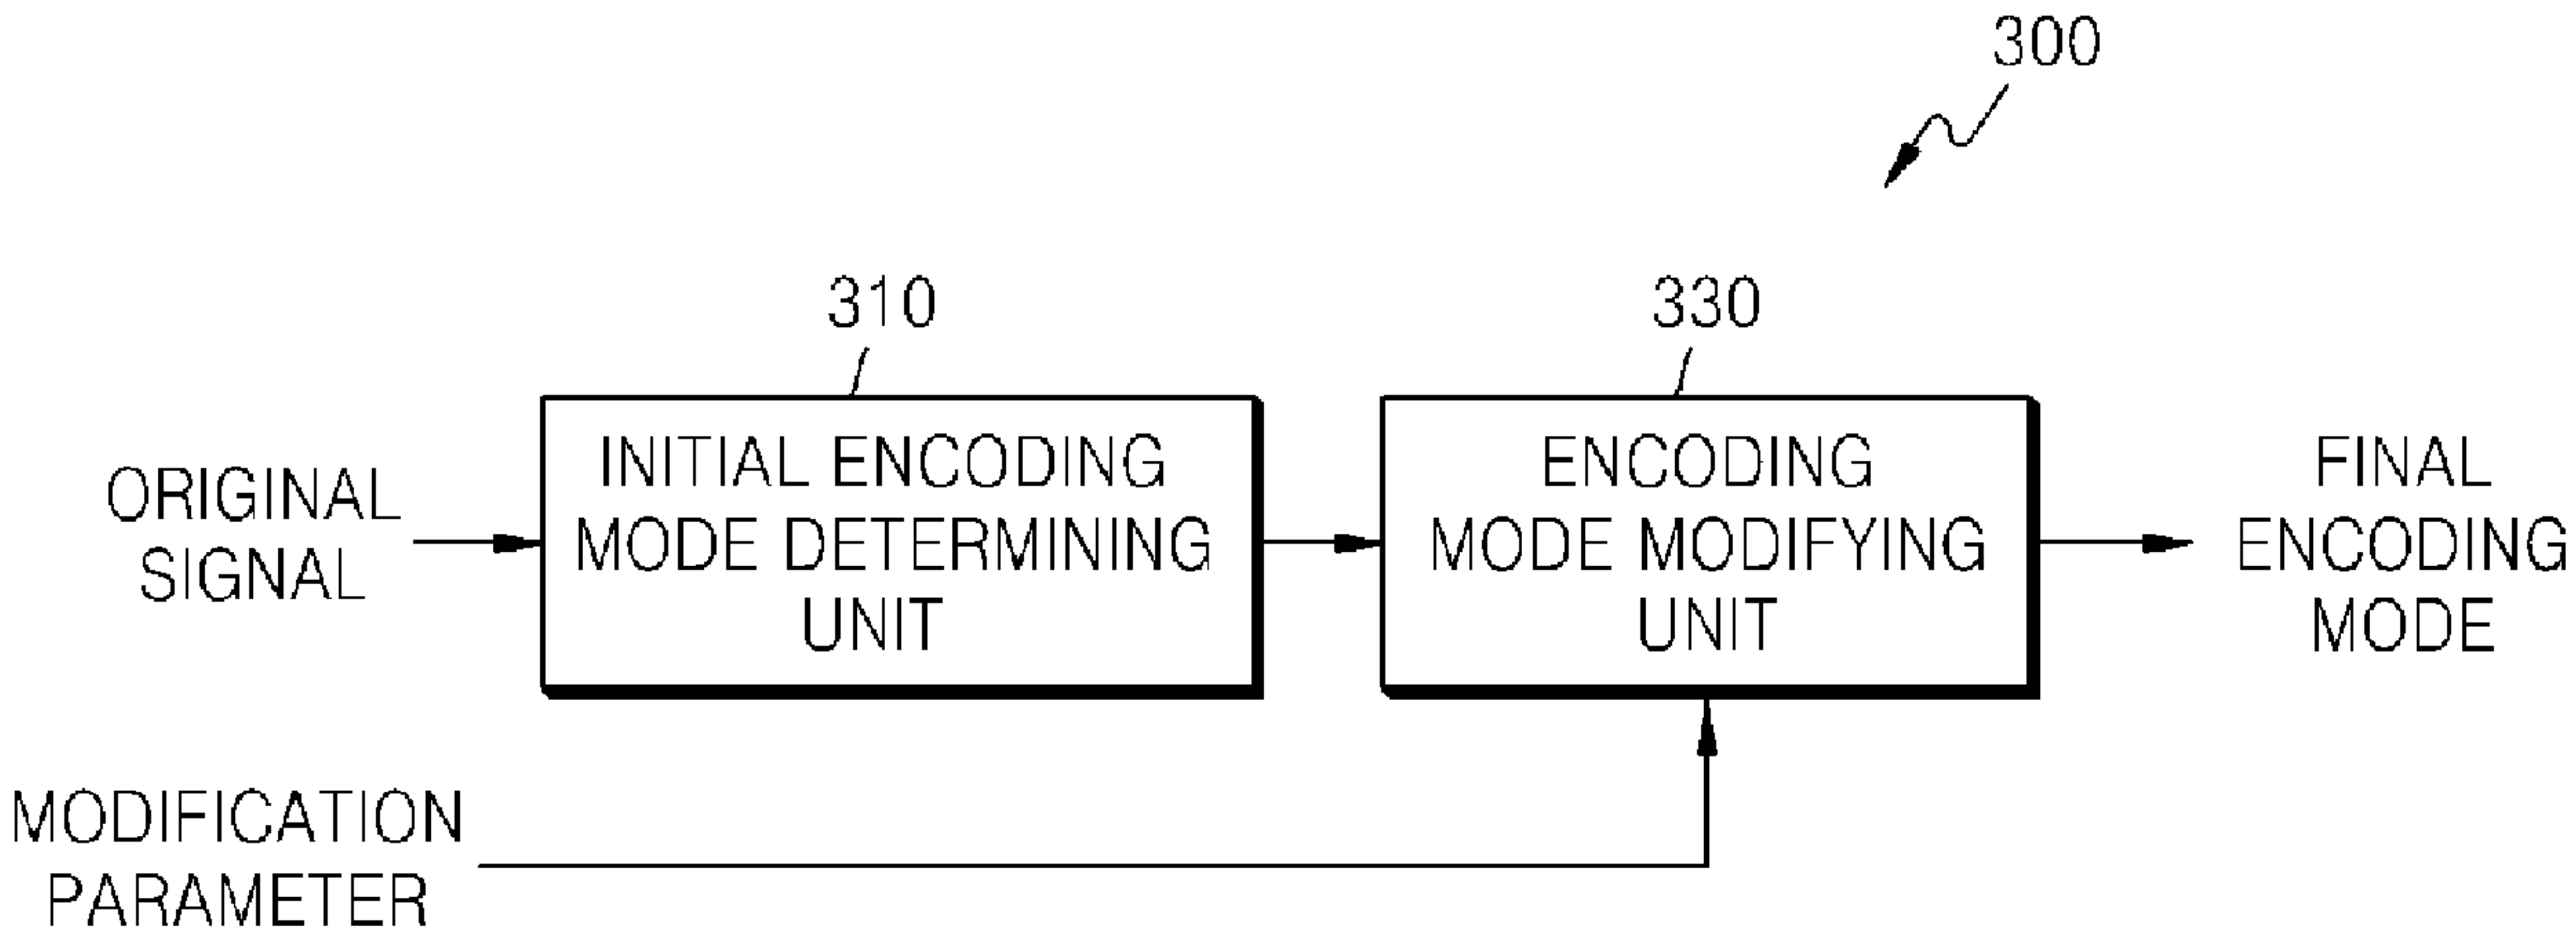 300
310
330
ORIGINAL
SIGNAL
INITIAL ENCODING
MODE DETERMINING
UNIT
ENCODING
MODE MODIFYING
UNIT
FINAL
ENCODING
MODE
MODIFICATION
PARAMETER